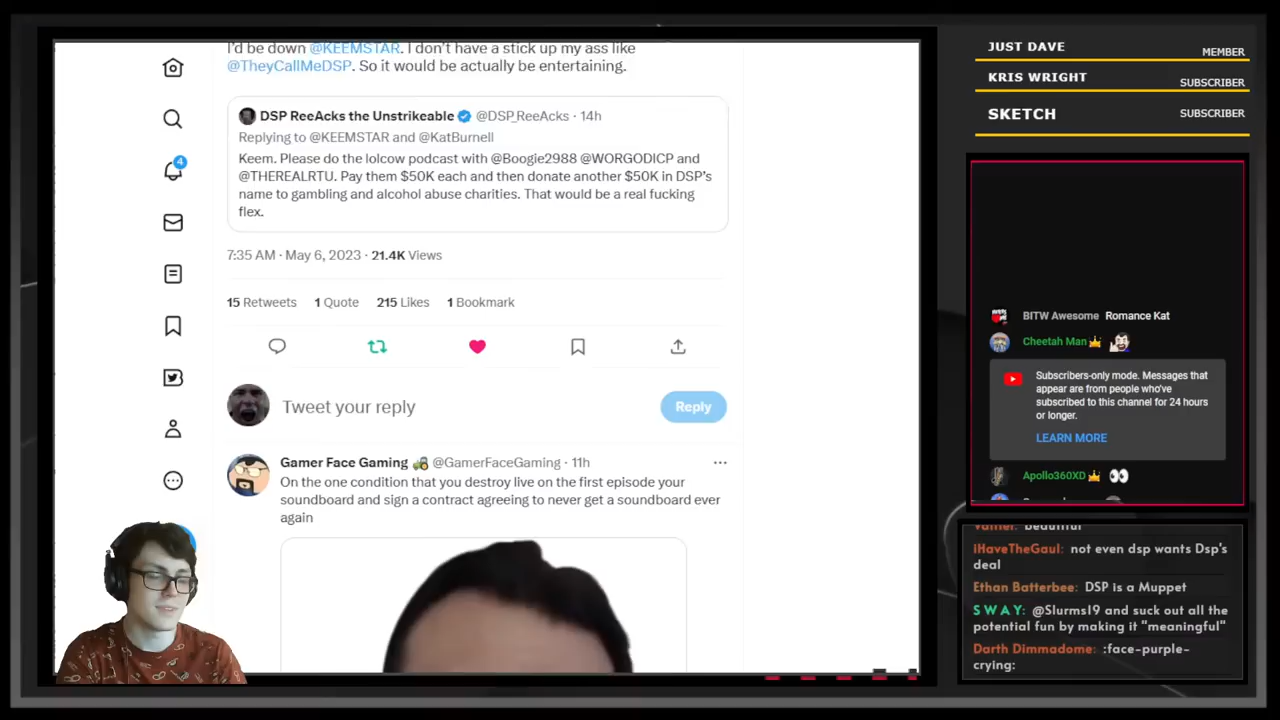 I'd be down @KEEMSTAR. I don't have a stick up my ass like
@TheyCallMeDSP. So it would be actually be entertaining.
DSP ReeAcks the Unstrikeable @DSP_ReeAcks · 14h
Replying to @KEEMSTAR and @KatBurnell
Keem. Please do the lolcow podcast with @Boogie2988 @WORGODICP and
@THEREALRTU. Pay them $50K each and then donate another $50K in DSP's
name to gambling and alcohol abuse charities. That would be a real fucking
flex.
7:35 AM · May 6, 2023 · 21.4K Views
15 Retweets 1 Quote 215 Likes 1 Bookmark
Tweet your reply
Reply
Gamer Face Gaming @GamerFaceGaming · 11h
On the one condition that you destroy live on the first episode your
soundboard and sign a contract agreeing to never get a soundboard ever
again
4
JUST DAVE MEMBER
KRIS WRIGHT SUBSCRIBER
SKETCH SUBSCRIBER
BITW Awesome Romance Kat
Cheetah Man
Subscribers-only mode. Messages that
appear are from people who've
subscribed to this channel for 24 hours
or longer.
LEARN MORE
Apollo360XD
beautiful
iHaveTheGaul: not even dsp wants Dsp's
deal
Ethan Batterbee: DSP is a Muppet
S W A Y: @Slurms19 and suck out all the
potential fun by making it "meaningful"
Darth Dimmadome: :face-purple-
crying: